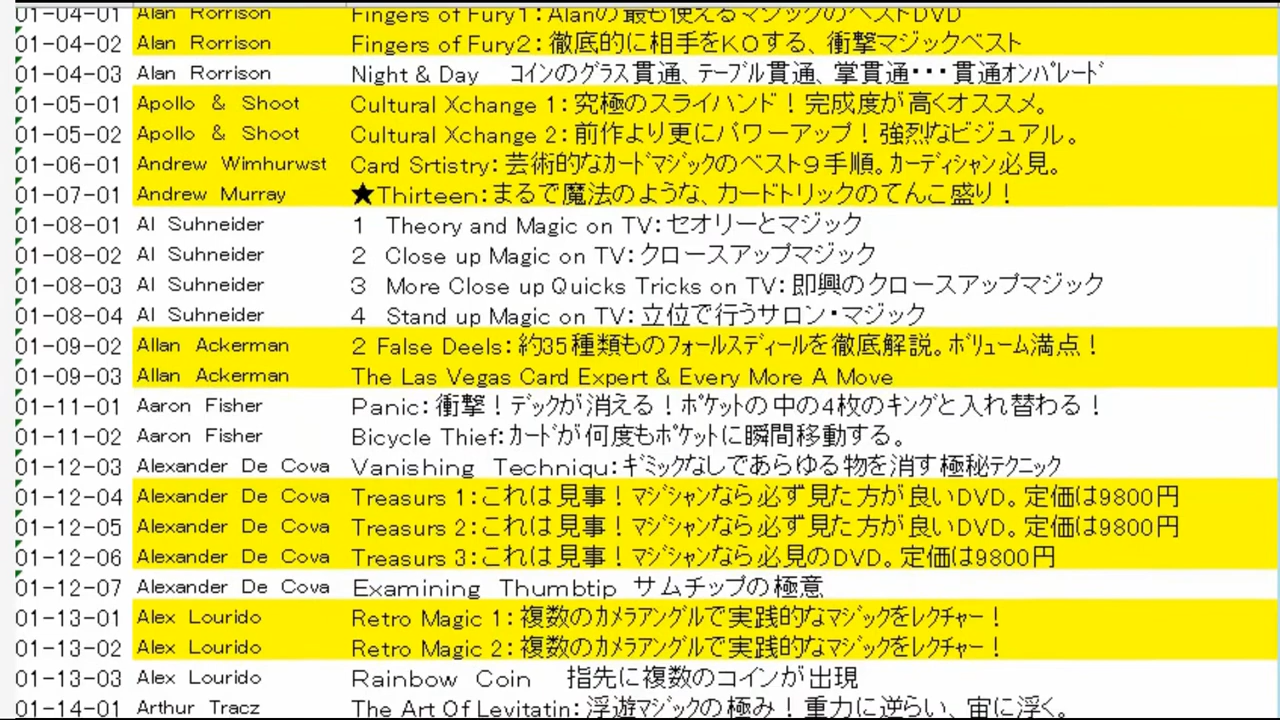 01-04-01 Alan Rorrison Fingers of Fury1：Alanの最も使えるマジックのベストDVD
01-04-02 Alan Rorrison Fingers of Fury2：徹底的に相手をKOする、衝撃マジックベスト
01-04-03 Alan Rorrison Night & Day ｺｲﾝのｸﾞﾗｽ貫通、ﾃｰﾌﾞﾙ貫通、掌貫通・・・貫通ｵﾝﾊﾟﾚｰﾄﾞ
01-05-01 Apollo & Shoot Cultural Xchange 1：究極のスライハンド！完成度が高くオススメ。
01-05-02 Apollo & Shoot Cultural Xchange 2：前作より更にパワーアップ！強烈なビジュアル。
01-06-01 Andrew Wimhurwst Card Srtistry：芸術的なｶｰﾄﾞﾏｼﾞｯｸのベスト9手順。ｶｰﾃﾞｨｼｬﾝ必見。
01-07-01 Andrew Murray ★Thirteen：まるで魔法のような、カードトリックのてんこ盛り！
01-08-01 Al Suhneider 1 Theory and Magic on TV：セオリーとマジック
01-08-02 Al Suhneider 2 Close up Magic on TV：クロースアップマジック
01-08-03 Al Suhneider 3 More Close up Quicks Tricks on TV：即興のクロースアップマジック
01-08-04 Al Suhneider 4 Stand up Magic on TV：立位で行うサロン・マジック
01-09-02 Allan Ackerman 2 False Deels：約35種類ものﾌｫｰﾙｽﾃﾞｨｰﾙを徹底解説。ﾎﾞﾘｭｰﾑ満点！
01-09-03 Allan Ackerman The Las Vegas Card Expert & Every More A Move
01-11-01 Aaron Fisher Panic：衝撃！ﾃﾞｯｸが消える！ﾎﾟｹｯﾄの中の4枚のキングと入れ替わる！
01-11-02 Aaron Fisher Bicycle Thief：ｶｰﾄﾞが何度もﾎﾟｹｯﾄに瞬間移動する。
01-12-03 Alexander De Cova Vanishing Techniqu：ｷﾞﾐｯｸなしであらゆる物を消す極秘ﾃｸﾆｯｸ
01-12-04 Alexander De Cova Treasurs 1：これは見事！ﾏｼﾞｼｬﾝなら必ず見た方が良いDVD。定価は9800円
01-12-05 Alexander De Cova Treasurs 2：これは見事！ﾏｼﾞｼｬﾝなら必ず見た方が良いDVD。定価は9800円
01-12-06 Alexander De Cova Treasurs 3：これは見事！ﾏｼﾞｼｬﾝなら必見のDVD。定価は9800円
01-12-07 Alexander De Cova Examining Thumbtip サムチップの極意
01-13-01 Alex Lourido Retro Magic 1：複数のｶﾒﾗｱﾝｸﾞﾙで実践的なﾏｼﾞｯｸをﾚｸﾁｬｰ！
01-13-02 Alex Lourido Retro Magic 2：複数のｶﾒﾗｱﾝｸﾞﾙで実践的なﾏｼﾞｯｸをﾚｸﾁｬｰ！
01-13-03 Alex Lourido Rainbow Coin 指先に複数のコインが出現
01-14-01 Arthur Tracz The Art Of Levitatin：浮遊ﾏｼﾞｯｸの極み！重力に逆らい、宙に浮く。